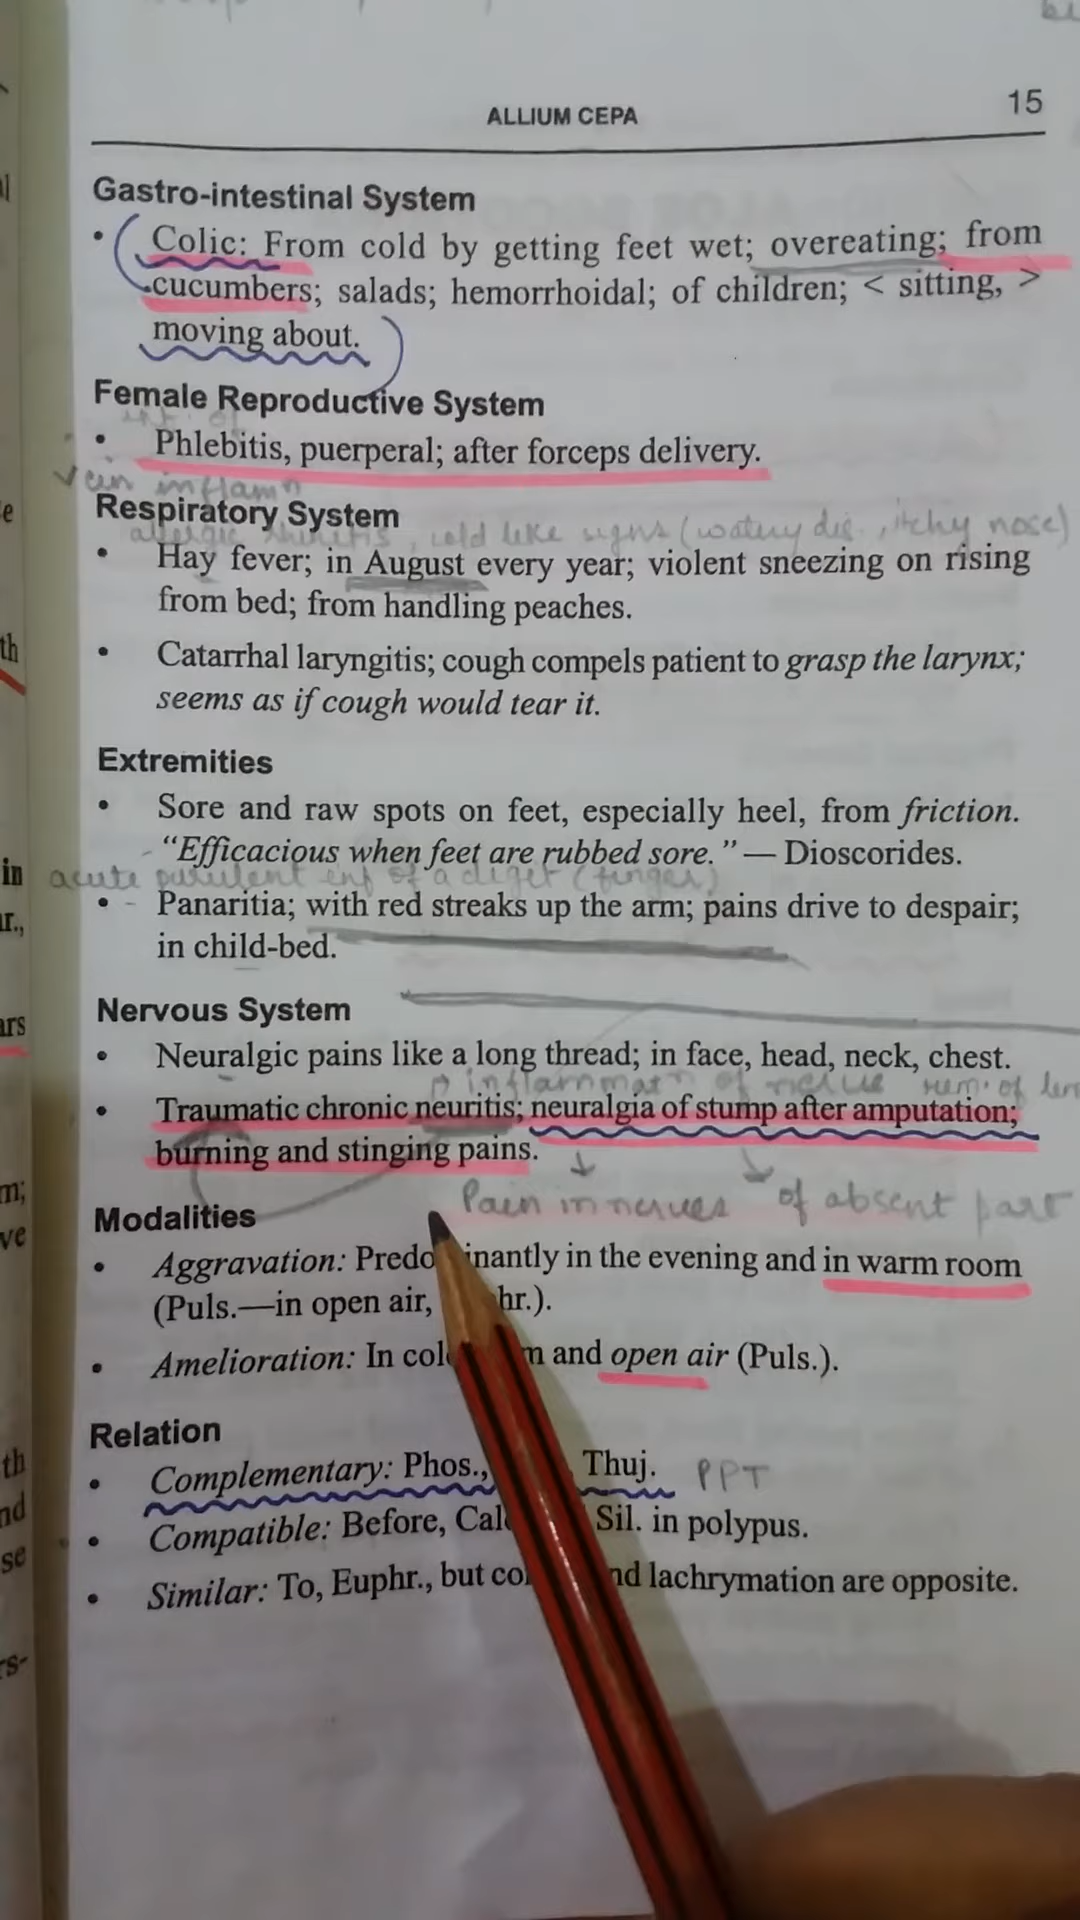 ALLIUM CEPA
15
Gastro-intestinal System
• Colic: From cold by getting feet wet; overeating; from
cucumbers; salads; hemorrhoidal; of children; < sitting, >
moving about.
Female Reproductive System
• Phlebitis, puerperal; after forceps delivery.
vein inflamn
Respiratory System
allergic rhinitis, cold like signs (watery dis., itchy nose)
• Hay fever; in August every year; violent sneezing on rising
from bed; from handling peaches.
• Catarrhal laryngitis; cough compels patient to grasp the larynx;
seems as if cough would tear it.
Extremities
• Sore and raw spots on feet, especially heel, from friction.
“Efficacious when feet are rubbed sore.” — Dioscorides.
acute purulent inf of a digit (finger)
• Panaritia; with red streaks up the arm; pains drive to despair;
in child-bed.
Nervous System
• Neuralgic pains like a long thread; in face, head, neck, chest.
inflammatn of nerve rem. of
• Traumatic chronic neuritis; neuralgia of stump after amputation;
burning and stinging pains.
Pain in nerves of absent part
Modalities
• Aggravation: Predo inantly in the evening and in warm room
(Puls.—in open air, hr.).
• Amelioration: In col m and open air (Puls.).
Relation
• Complementary: Phos., Thuj. PPT
• Compatible: Before, Cal Sil. in polypus.
• Similar: To, Euphr., but co nd lachrymation are opposite.